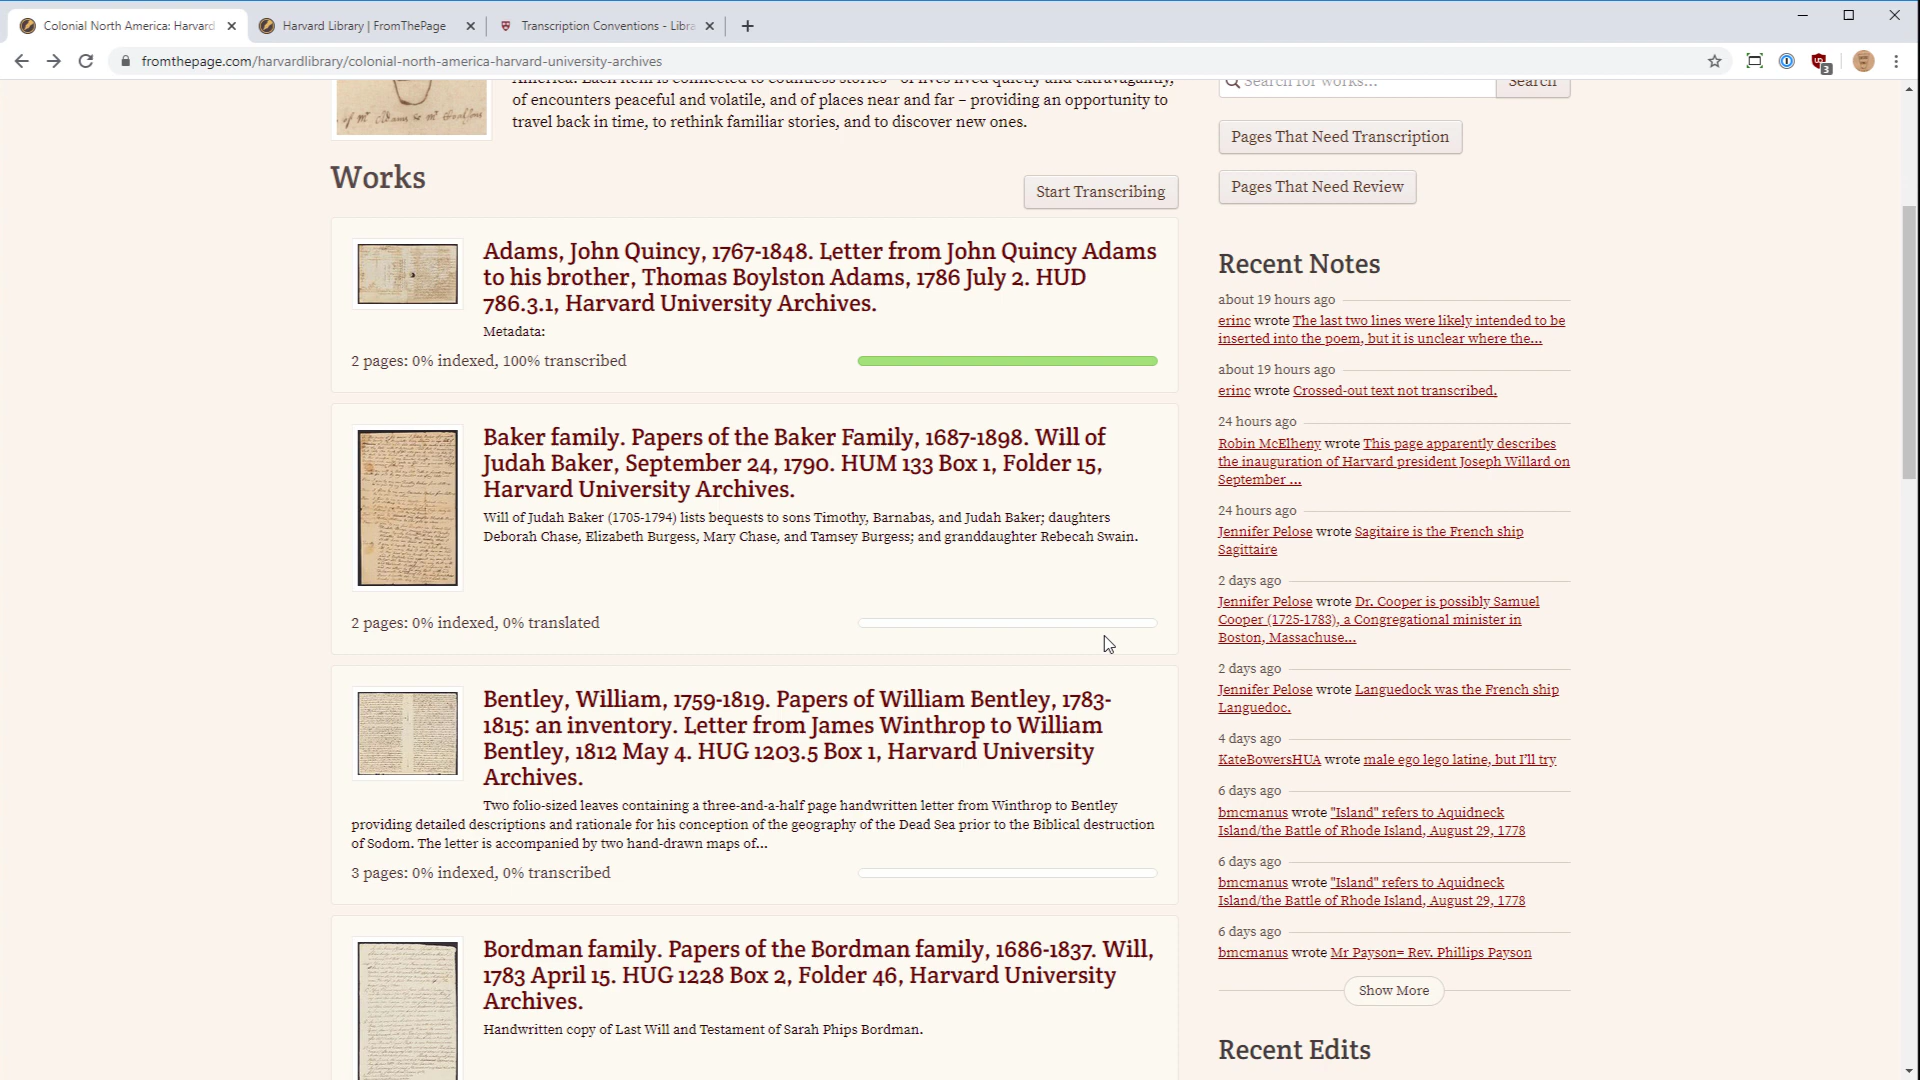 Colonial North America: Harvard
Harvard Library | FromThePage
Transcription Conventions - Libra
fromthepage.com/harvardlibrary/colonial-north-america-harvard-university-archives
3
of Mr Adams & Mr
America. Each item is connected to countless stories – of lives lived quietly and extravagantly,
of encounters peaceful and volatile, and of places near and far – providing an opportunity to
travel back in time, to rethink familiar stories, and to discover new ones.
Works
Start Transcribing
Adams, John Quincy, 1767-1848. Letter from John Quincy Adams
to his brother, Thomas Boylston Adams, 1786 July 2. HUD
786.3.1, Harvard University Archives.
Metadata:
2 pages: 0% indexed, 100% transcribed
Baker family. Papers of the Baker Family, 1687-1898. Will of
Judah Baker, September 24, 1790. HUM 133 Box 1, Folder 15,
Harvard University Archives.
Will of Judah Baker (1705-1794) lists bequests to sons Timothy, Barnabas, and Judah Baker; daughters
Deborah Chase, Elizabeth Burgess, Mary Chase, and Tamsey Burgess; and granddaughter Rebecah Swain.
2 pages: 0% indexed, 0% translated
Bentley, William, 1759-1819. Papers of William Bentley, 1783-
1815: an inventory. Letter from James Winthrop to William
Bentley, 1812 May 4. HUG 1203.5 Box 1, Harvard University
Archives.
Two folio-sized leaves containing a three-and-a-half page handwritten letter from Winthrop to Bentley
providing detailed descriptions and rationale for his conception of the geography of the Dead Sea prior to the Biblical destruction
of Sodom. The letter is accompanied by two hand-drawn maps of...
3 pages: 0% indexed, 0% transcribed
Bordman family. Papers of the Bordman family, 1686-1837. Will,
1783 April 15. HUG 1228 Box 2, Folder 46, Harvard University
Archives.
Handwritten copy of Last Will and Testament of Sarah Phips Bordman.
Search for works...
Search
Pages That Need Transcription
Pages That Need Review
Recent Notes
about 19 hours ago
erinc wrote The last two lines were likely intended to be
inserted into the poem, but it is unclear where the...
about 19 hours ago
erinc wrote Crossed-out text not transcribed.
24 hours ago
Robin McElheny wrote This page apparently describes
the inauguration of Harvard president Joseph Willard on
September ...
24 hours ago
Jennifer Pelose wrote Sagitaire is the French ship
Sagittaire
2 days ago
Jennifer Pelose wrote Dr. Cooper is possibly Samuel
Cooper (1725-1783), a Congregational minister in
Boston, Massachuse...
2 days ago
Jennifer Pelose wrote Languedock was the French ship
Languedoc.
4 days ago
KateBowersHUA wrote male ego lego latine, but I'll try
6 days ago
bmcmanus wrote "Island" refers to Aquidneck
Island/the Battle of Rhode Island, August 29, 1778
6 days ago
bmcmanus wrote "Island" refers to Aquidneck
Island/the Battle of Rhode Island, August 29, 1778
6 days ago
bmcmanus wrote Mr Payson= Rev. Phillips Payson
Show More
Recent Edits